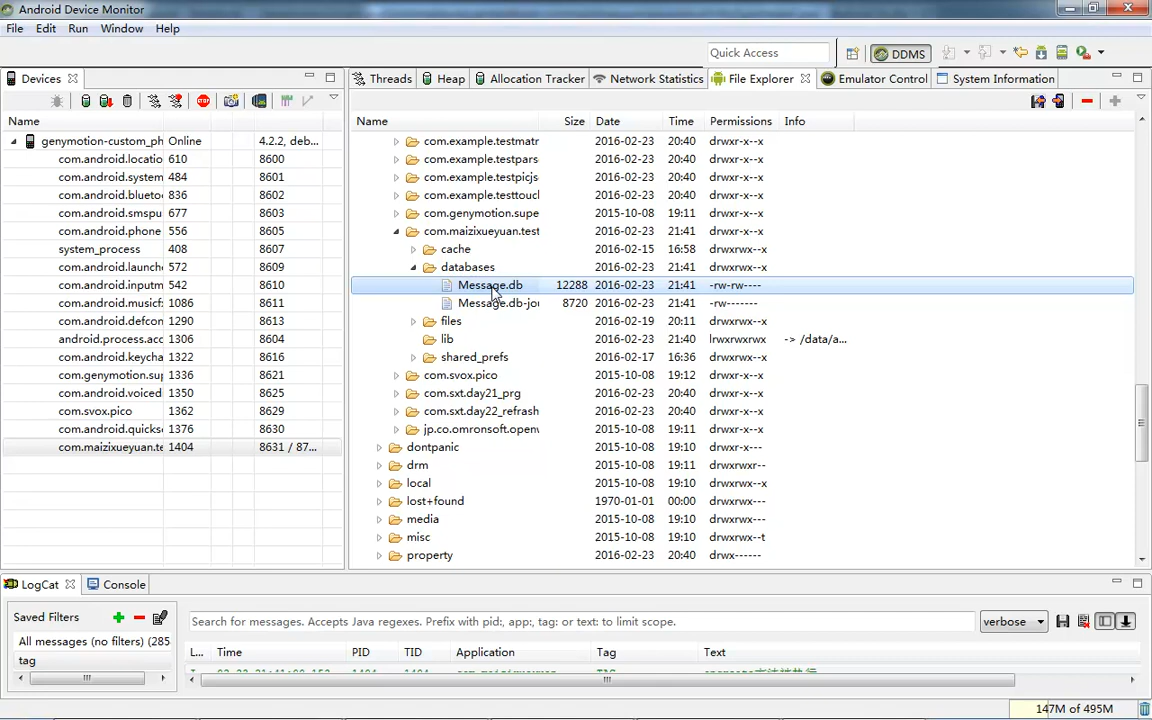 Android Device Monitor
File Edit Run Window Help
Quick Access
DDMS
Devices
Threads Heap Allocation Tracker Network Statistics File Explorer Emulator Control System Information
Name
genymotion-custom_ph Online 4.2.2, deb...
com.android.locatio 610 8600
com.android.system 484 8601
com.android.bluetoo 836 8602
com.android.smspu 677 8603
com.android.phone 556 8605
system_process 408 8607
com.android.launche 572 8609
com.android.inputm 542 8610
com.android.musicfx 1086 8611
com.android.defcon 1290 8613
android.process.acc 1306 8604
com.android.keychai 1322 8616
com.genymotion.sup 1336 8621
com.android.voiced 1350 8625
com.svox.pico 1362 8629
com.android.quickse 1376 8630
com.maizixueyuan.te 1404 8631 / 87...
Name Size Date Time Permissions Info
com.example.testmatr 2016-02-23 20:40 drwxr-x--x
com.example.testpars 2016-02-23 20:40 drwxr-x--x
com.example.testpicjs 2016-02-23 20:40 drwxr-x--x
com.example.testtoucl 2016-02-23 20:40 drwxr-x--x
com.genymotion.supe 2015-10-08 19:11 drwxr-x--x
com.maizixueyuan.test 2016-02-23 21:41 drwxr-x--x
cache 2016-02-15 16:58 drwxrwx--x
databases 2016-02-23 21:41 drwxrwx--x
Message.db 12288 2016-02-23 21:41 -rw-rw----
Message.db-jou 8720 2016-02-23 21:41 -rw-------
files 2016-02-19 20:11 drwxrwx--x
lib 2016-02-23 21:40 lrwxrwxrwx -> /data/a...
shared_prefs 2016-02-17 16:36 drwxrwx--x
com.svox.pico 2015-10-08 19:12 drwxr-x--x
com.sxt.day21_prg 2016-02-23 20:40 drwxr-x--x
com.sxt.day22_refrash 2016-02-23 20:40 drwxr-x--x
jp.co.omronsoft.openv 2015-10-08 19:11 drwxr-x--x
dontpanic 2015-10-08 19:10 drwxr-x---
drm 2015-10-08 19:11 drwxrwx---
local 2015-10-08 19:10 drwxrwx--x
lost+found 1970-01-01 00:00 drwxrwx---
media 2015-10-08 19:10 drwxrwx---
misc 2015-10-08 19:10 drwxrwx--t
property 2016-02-23 20:40 drwx------
LogCat Console
Saved Filters
All messages (no filters) (285
tag
Search for messages. Accepts Java regexes. Prefix with pid:, app:, tag: or text: to limit scope.
verbose
L... Time PID TID Application Tag Text
147M of 495M